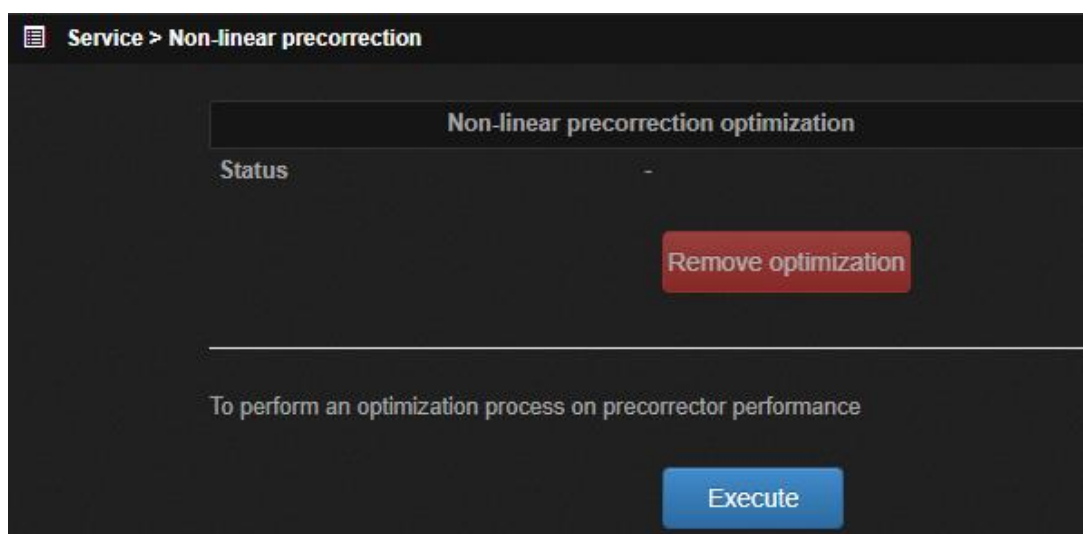 Service > Non-linear precorrection
Non-linear precorrection optimization
Status -
Remove optimization
To perform an optimization process on precorrector performance
Execute